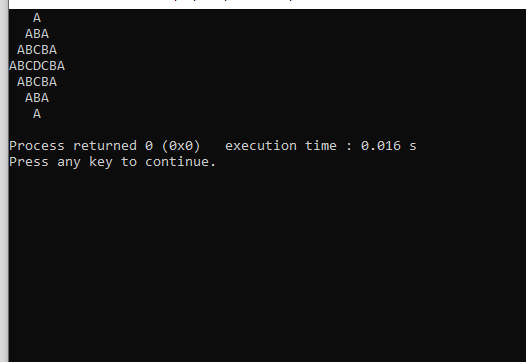 A
  ABA
 ABCBA
ABCDCBA
 ABCBA
  ABA
   A

Process returned 0 (0x0)   execution time : 0.016 s
Press any key to continue.